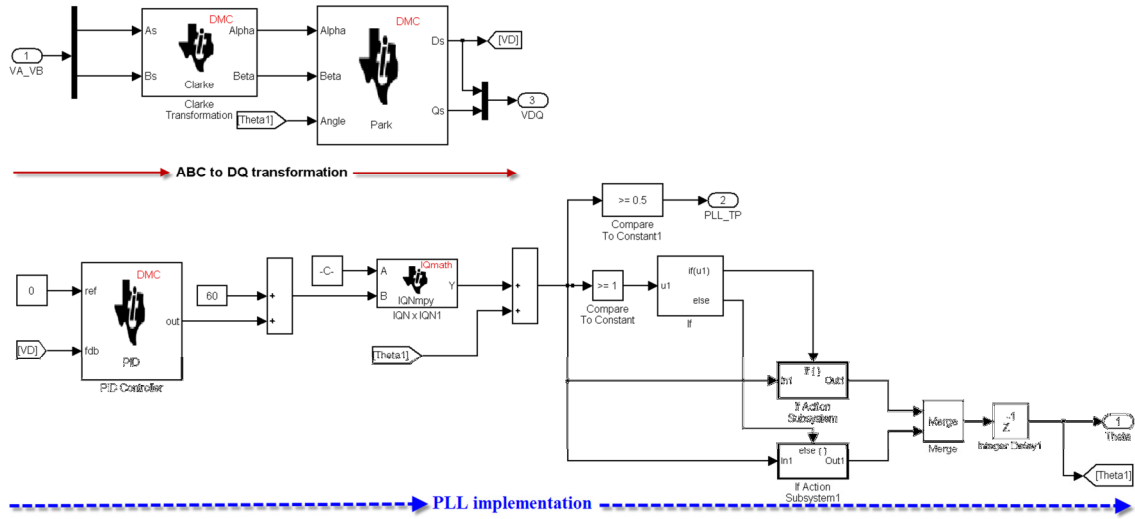 DMC
As
Alpha
Bs
Beta
Clarke
Clarke
Transformation
1
VA_VB
DMC
Alpha
Beta
Angle
Ds
Qs
Park
[Theta1]
[VD]
3
VDQ
ABC to DQ transformation
>= 0.5
Compare
To Constant1
2
PLL_TP
0
DMC
ref
fdb
out
PID
PID Controller
[VD]
60
+
+
-C-
IQmath
A
B
Y
IQNmpy
IQN x IQN1
[Theta1]
+
+
>= 1
Compare
To Constant
u1
if(u1)
else
If
if { }
In1
Out1
If Action
Subsystem
else { }
In1
Out1
If Action
Subsystem1
Merge
Merge
-1
Z
Integer Delay1
1
Theta
[Theta1]
PLL implementation